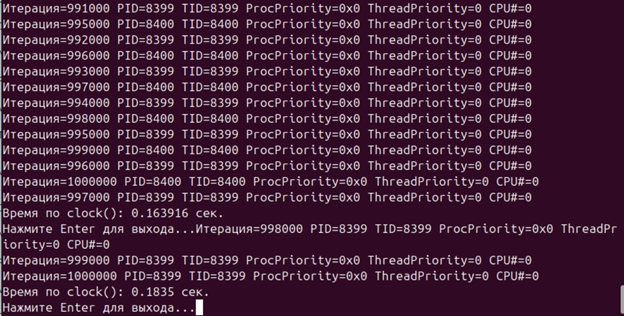 Итерация=991000 PID=8399 TID=8399 ProcPriority=0x0 ThreadPriority=0 CPU#=0
Итерация=995000 PID=8400 TID=8400 ProcPriority=0x0 ThreadPriority=0 CPU#=0
Итерация=992000 PID=8399 TID=8399 ProcPriority=0x0 ThreadPriority=0 CPU#=0
Итерация=996000 PID=8400 TID=8400 ProcPriority=0x0 ThreadPriority=0 CPU#=0
Итерация=993000 PID=8399 TID=8399 ProcPriority=0x0 ThreadPriority=0 CPU#=0
Итерация=997000 PID=8400 TID=8400 ProcPriority=0x0 ThreadPriority=0 CPU#=0
Итерация=994000 PID=8399 TID=8399 ProcPriority=0x0 ThreadPriority=0 CPU#=0
Итерация=998000 PID=8400 TID=8400 ProcPriority=0x0 ThreadPriority=0 CPU#=0
Итерация=995000 PID=8399 TID=8399 ProcPriority=0x0 ThreadPriority=0 CPU#=0
Итерация=999000 PID=8400 TID=8400 ProcPriority=0x0 ThreadPriority=0 CPU#=0
Итерация=996000 PID=8399 TID=8399 ProcPriority=0x0 ThreadPriority=0 CPU#=0
Итерация=1000000 PID=8400 TID=8400 ProcPriority=0x0 ThreadPriority=0 CPU#=0
Итерация=997000 PID=8399 TID=8399 ProcPriority=0x0 ThreadPriority=0 CPU#=0
Время по clock(): 0.163916 сек.
Нажмите Enter для выхода...Итерация=998000 PID=8399 TID=8399 ProcPriority=0x0 ThreadPr
iority=0 CPU#=0
Итерация=999000 PID=8399 TID=8399 ProcPriority=0x0 ThreadPriority=0 CPU#=0
Итерация=1000000 PID=8399 TID=8399 ProcPriority=0x0 ThreadPriority=0 CPU#=0
Время по clock(): 0.1835 сек.
Нажмите Enter для выхода...